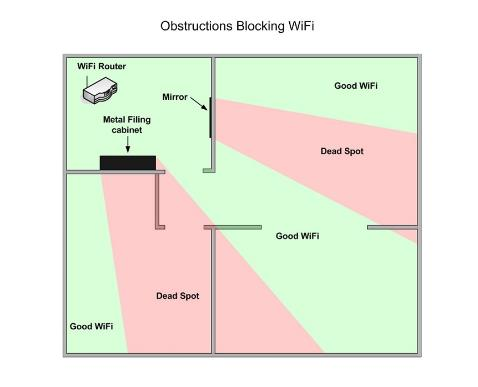 Obstructions Blocking WiFi
WiFi Router
Good WiFi
Mirror
Metal Filing
cabinet
Dead Spot
Good WiFi
Dead Spot
Good WiFi